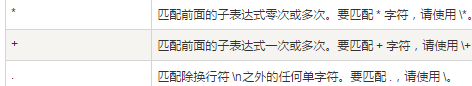 * 匹配前面的子表达式零次或多次。要匹配 * 字符，请使用 \*。
+ 匹配前面的子表达式一次或多次。要匹配 + 字符，请使用 \+
. 匹配除换行符 \n之外的任何单字符。要匹配 .，请使用 \。